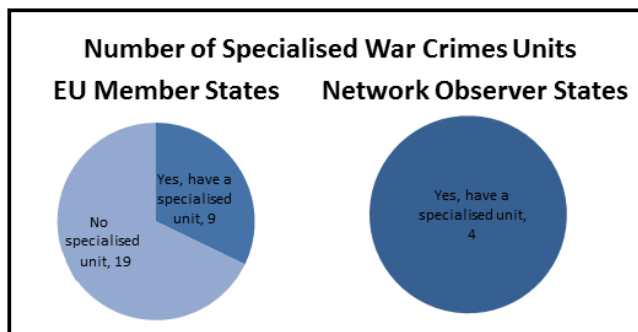 Number of Specialised War Crimes Units
EU Member States
Network Observer States
Yes, have a
specialised
unit, 9
No
specialised
unit, 19
Yes, have a
specialised unit,
4